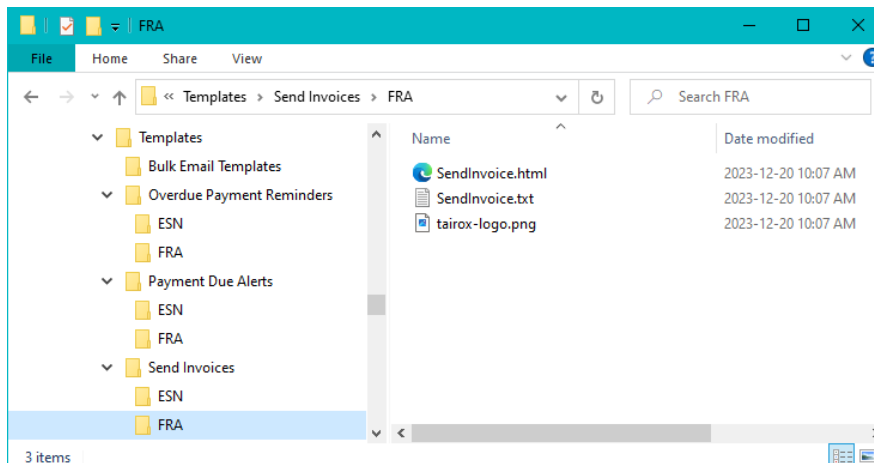 FRA
File Home Share View
« Templates > Send Invoices > FRA Search FRA
Templates
Bulk Email Templates
Overdue Payment Reminders
ESN
FRA
Payment Due Alerts
ESN
FRA
Send Invoices
ESN
FRA
Name Date modified
SendInvoice.html 2023-12-20 10:07 AM
SendInvoice.txt 2023-12-20 10:07 AM
tairox-logo.png 2023-12-20 10:07 AM
3 items